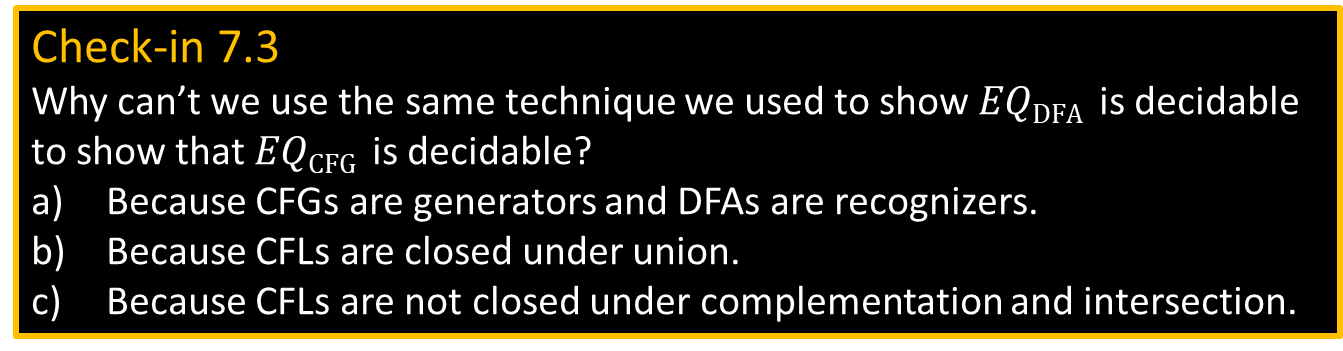 Check-in 7.3
Why can’t we use the same technique we used to show EQ_DFA is decidable
to show that EQ_CFG is decidable?
a) Because CFGs are generators and DFAs are recognizers.
b) Because CFLs are closed under union.
c) Because CFLs are not closed under complementation and intersection.